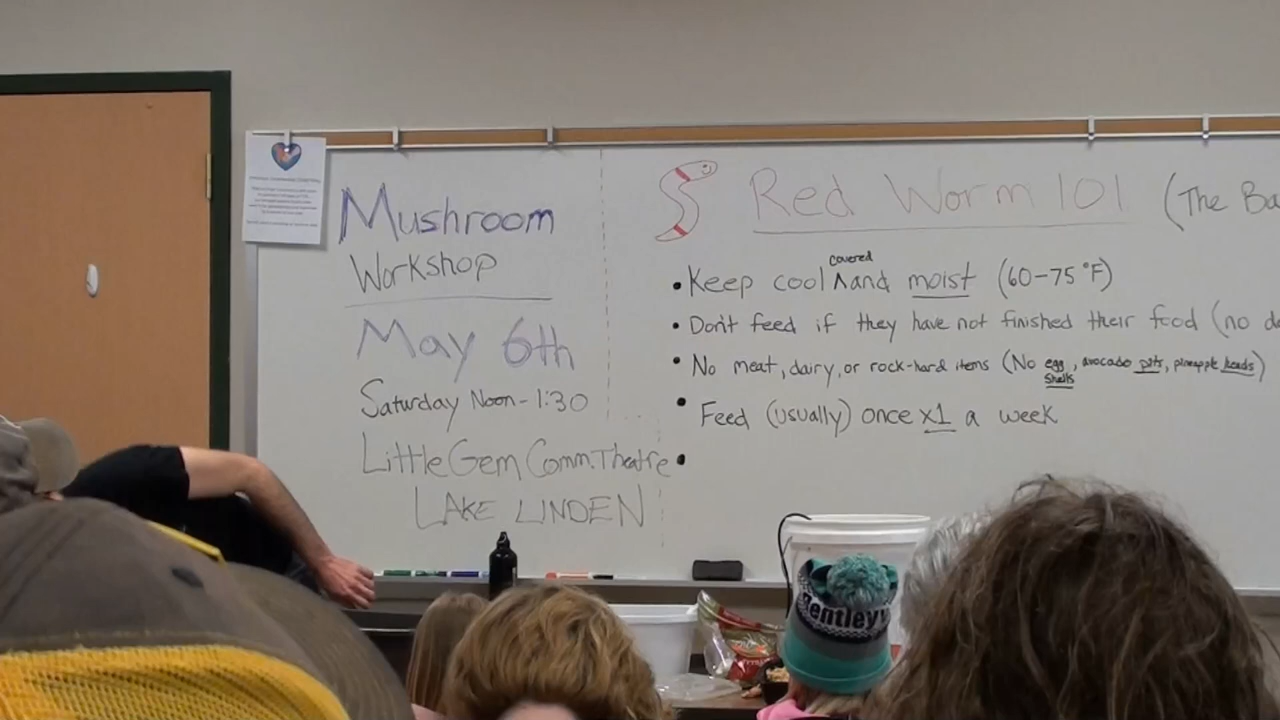 Mushroom
Workshop
May 6th
Saturday Noon - 1:30
Little Gem Comm. Theatre
LAKE LINDEN
Red Worm 101 (The Ba
covered
• Keep cool ^ and moist (60-75°F)
• Don't feed if they have not finished their food (no d
• No meat, dairy, or rock-hard items (No egg shells, avocado pits, pineapple heads)
• Feed (usually) once x1 a week
•
entley